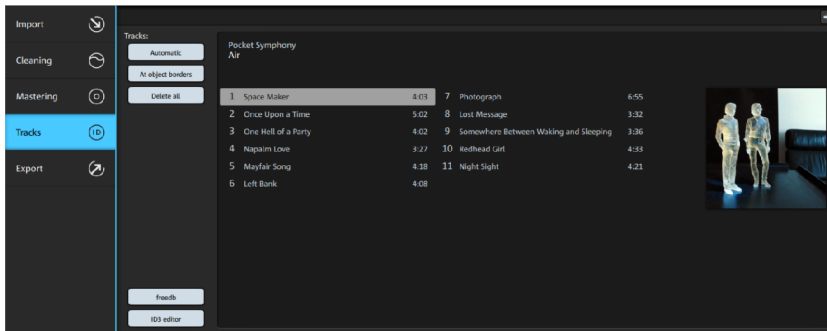 Import
Cleaning
Mastering
Tracks
ID
Export
Tracks:
Automatic
At object borders
Delete all
freedb
ID3 editor
Pocket Symphony
Air
1 Space Maker 4:03
2 Once Upon a Time 5:02
3 One Hell of a Party 4:02
4 Napalm Love 3:27
5 Mayfair Song 4:18
6 Left Bank 4:08
7 Photograph 6:55
8 Lost Message 3:32
9 Somewhere Between Waking and Sleeping 3:36
10 Redhead Girl 4:33
11 Night Sight 4:21